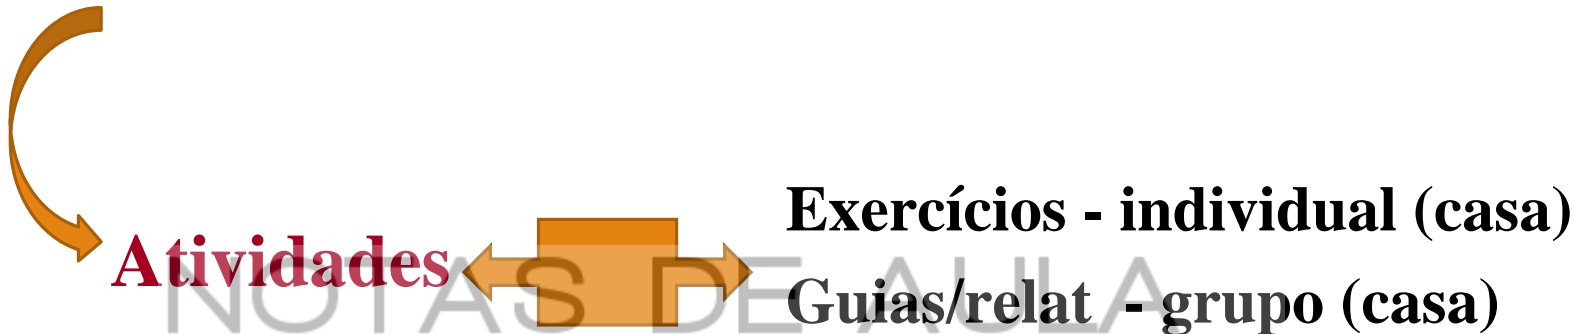 Exercícios - individual (casa)
Atividades
Guias/relat - grupo (casa)
NOTAS DE AULA